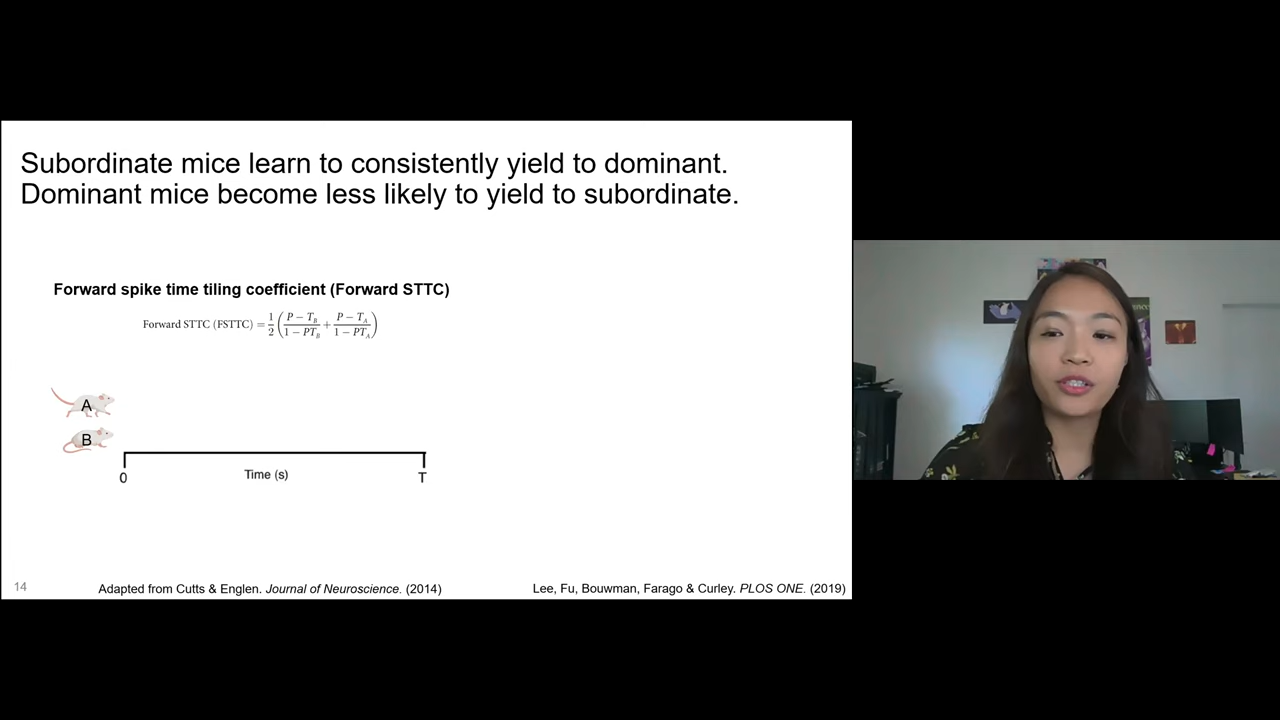 Subordinate mice learn to consistently yield to dominant.
Dominant mice become less likely to yield to subordinate.
Forward spike time tiling coefficient (Forward STTC)
Forward STTC (FSTTC) = 1/2 ( (P − T_B)/(1 − PT_B) + (P − T_A)/(1 − PT_A) )
A
B
0
Time (s)
T
14
Adapted from Cutts & Englen. Journal of Neuroscience. (2014)
Lee, Fu, Bouwman, Farago & Curley. PLOS ONE. (2019)